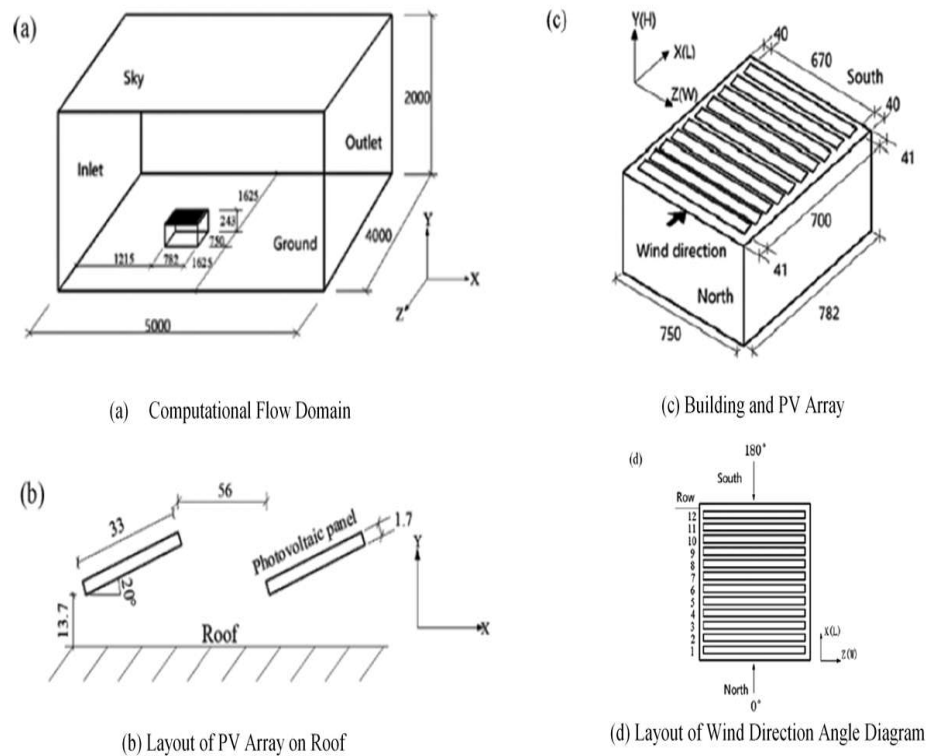 (a)
Sky
2000
Inlet
Outlet
1625
243
750
Ground
4000
1215
782
1625
5000
Y
X
Z
(a) Computational Flow Domain
(c)
Y(H)
X(L)
Z(W)
40
670
South
40
41
700
Wind direction
41
North
750
782
(c) Building and PV Array
(b)
56
33
Photovoltaic panel
1.7
20°
13.7
Roof
Y
X
(b) Layout of PV Array on Roof
(d)
180°
South
Row
12
11
10
9
8
7
6
5
4
3
2
1
X(L)
Z(W)
North
0°
(d) Layout of Wind Direction Angle Diagram